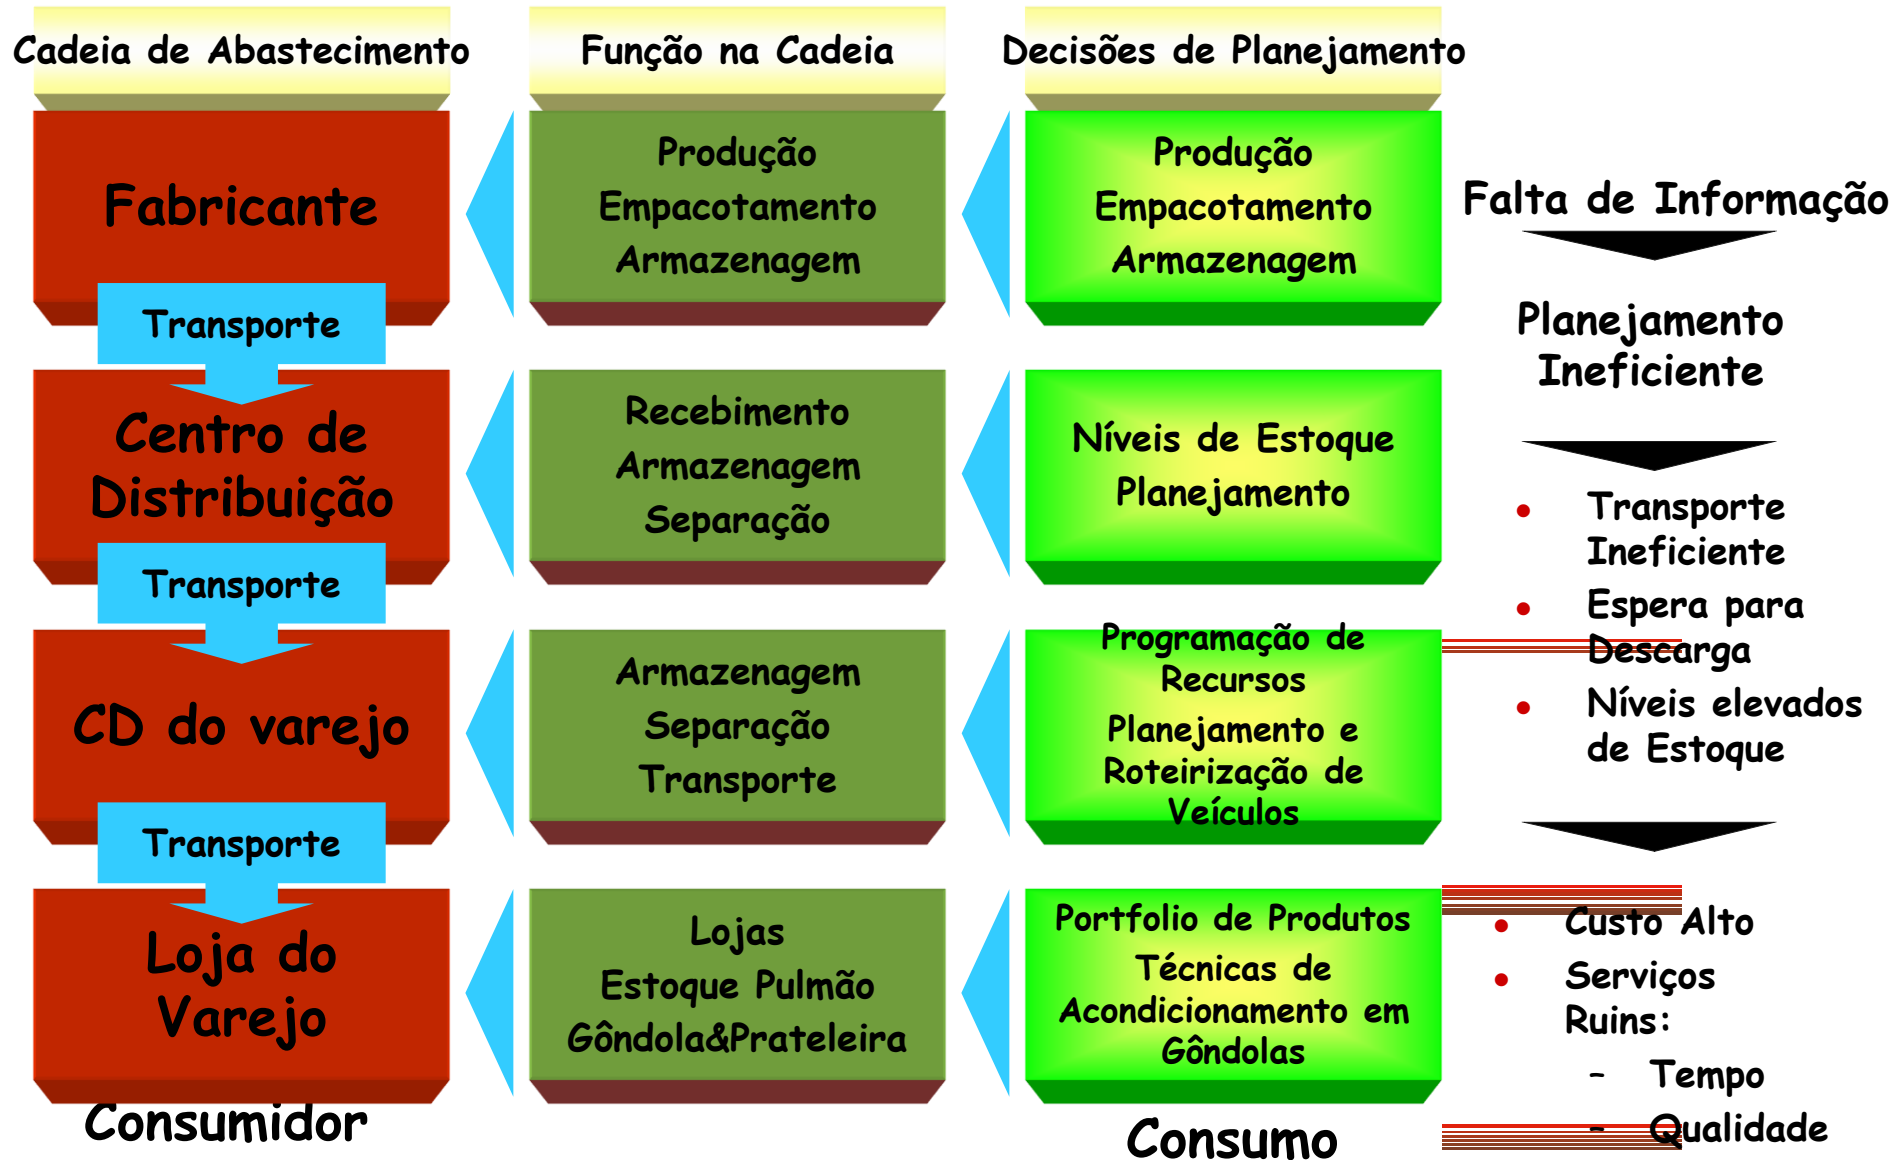 Cadeia de Abastecimento
Função na Cadeia
Decisões de Planejamento
Fabricante
Produção
Empacotamento
Armazenagem
Produção
Empacotamento
Armazenagem
Falta de Informação
Transporte
Planejamento
Ineficiente
Centro de
Distribuição
Recebimento
Armazenagem
Separação
Níveis de Estoque
Planejamento
Transporte
Ineficiente
Espera para
Descarga
Níveis elevados
de Estoque
Transporte
CD do varejo
Armazenagem
Separação
Transporte
Programação de
Recursos
Planejamento e
Roteirização de
Veículos
Transporte
Loja do
Varejo
Lojas
Estoque Pulmão
Gôndola&Prateleira
Portfolio de Produtos
Técnicas de
Acondicionamento em
Gôndolas
Custo Alto
Serviços
Ruins:
– Tempo
– Qualidade
Consumidor
Consumo